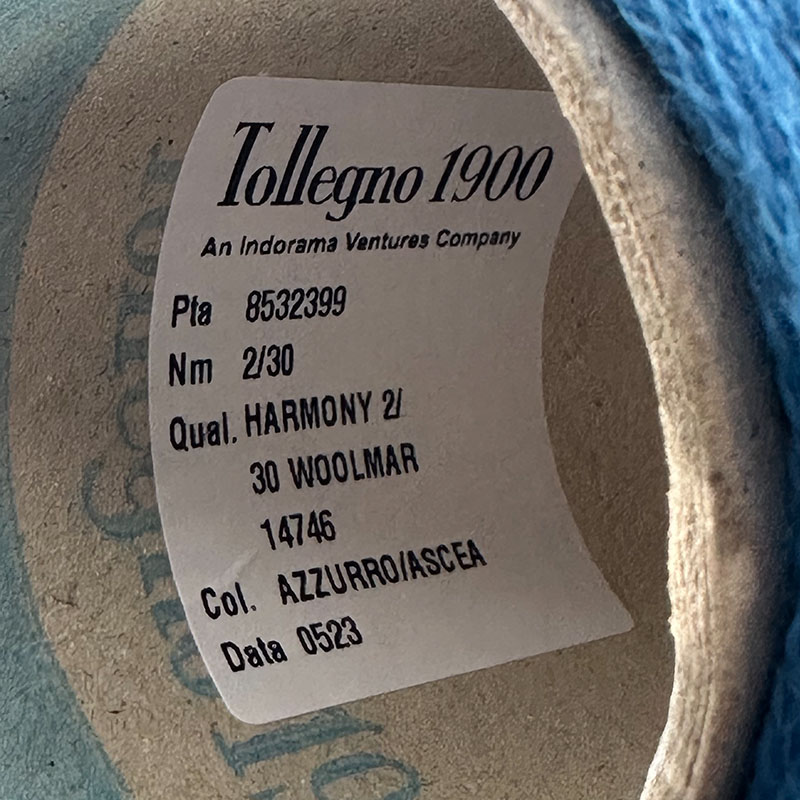 Tollegno 1900
An Indorama Ventures Company
Pta 8532399
Nm 2/30
Qual. HARMONY 2/
30 WOOLMAR
14746
Col. AZZURRO/ASCEA
Data 0523